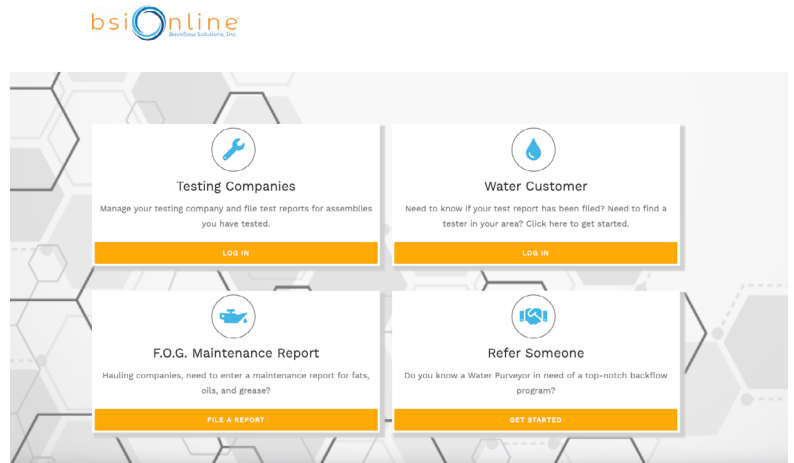 bsiOnline
Backflow Solutions, Inc.
Testing Companies
Manage your testing company and file test reports for assemblies
you have tested.
LOG IN
Water Customer
Need to know if your test report has been filed? Need to find a
tester in your area? Click here to get started.
LOG IN
F.O.G. Maintenance Report
Hauling companies, need to enter a maintenance report for fats,
oils, and grease?
FILE A REPORT
Refer Someone
Do you know a Water Purveyor in need of a top-notch backflow
program?
GET STARTED